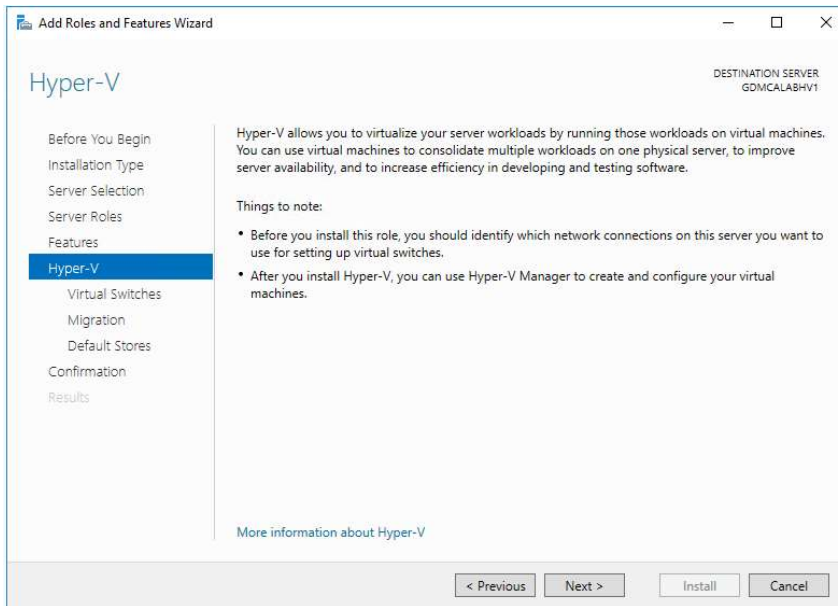 Add Roles and Features Wizard
Hyper-V
DESTINATION SERVER
GDMCALABHV1
Before You Begin
Installation Type
Server Selection
Server Roles
Features
Hyper-V
Virtual Switches
Migration
Default Stores
Confirmation
Results
Hyper-V allows you to virtualize your server workloads by running those workloads on virtual machines.
You can use virtual machines to consolidate multiple workloads on one physical server, to improve
server availability, and to increase efficiency in developing and testing software.
Things to note:
• Before you install this role, you should identify which network connections on this server you want to
use for setting up virtual switches.
• After you install Hyper-V, you can use Hyper-V Manager to create and configure your virtual
machines.
More information about Hyper-V
< Previous
Next >
Install
Cancel